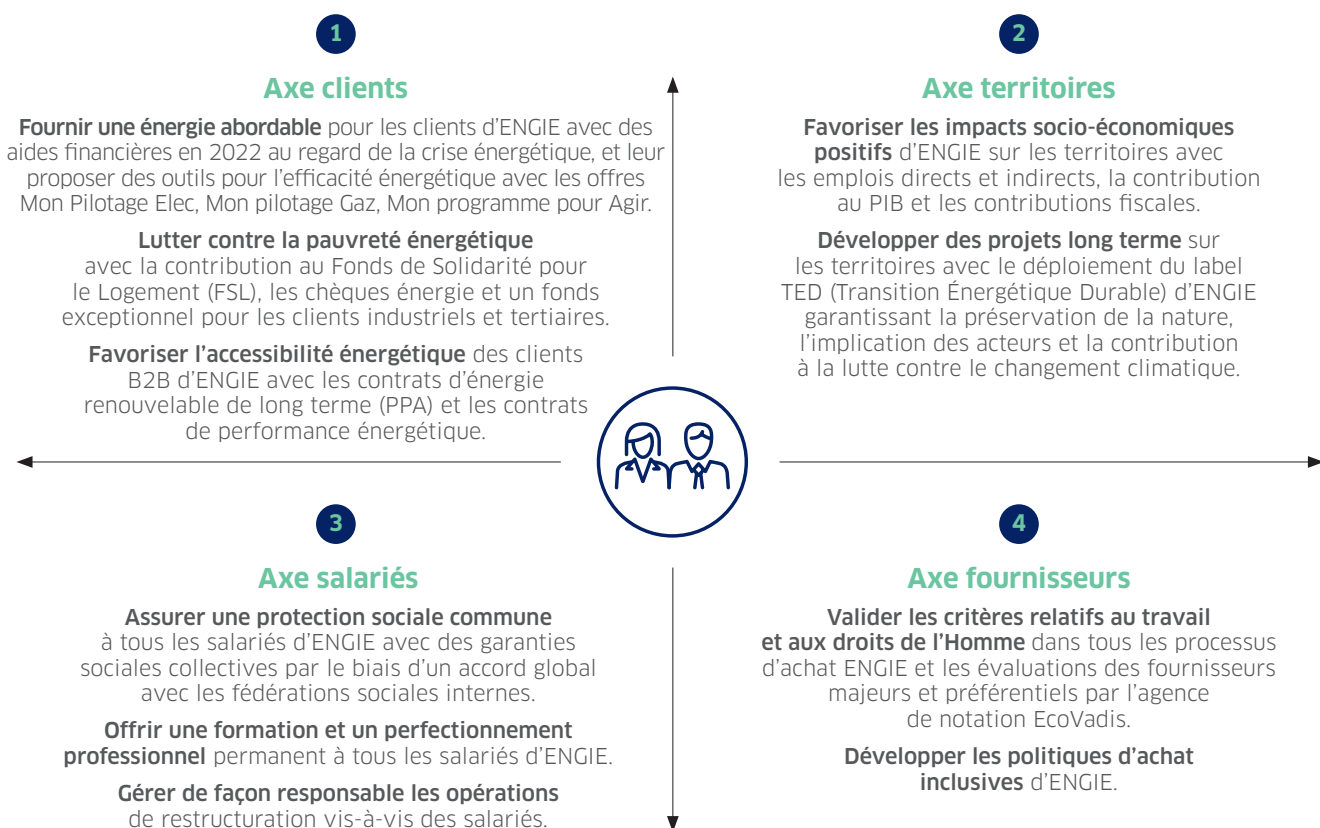 1
Axe clients
Fournir une énergie abordable pour les clients d’ENGIE avec des
aides financières en 2022 au regard de la crise énergétique, et leur
proposer des outils pour l’efficacité énergétique avec les offres
Mon Pilotage Elec, Mon pilotage Gaz, Mon programme pour Agir.
Lutter contre la pauvreté énergétique
avec la contribution au Fonds de Solidarité pour
le Logement (FSL), les chèques énergie et un fonds
exceptionnel pour les clients industriels et tertiaires.
Favoriser l’accessibilité énergétique des clients
B2B d’ENGIE avec les contrats d’énergie
renouvelable de long terme (PPA) et les contrats
de performance énergétique.
2
Axe territoires
Favoriser les impacts socio-économiques
positifs d’ENGIE sur les territoires avec
les emplois directs et indirects, la contribution
au PIB et les contributions fiscales.
Développer des projets long terme sur
les territoires avec le déploiement du label
TED (Transition Énergétique Durable) d’ENGIE
garantissant la préservation de la nature,
l’implication des acteurs et la contribution
à la lutte contre le changement climatique.
3
Axe salariés
Assurer une protection sociale commune
à tous les salariés d’ENGIE avec des garanties
sociales collectives par le biais d’un accord global
avec les fédérations sociales internes.
Offrir une formation et un perfectionnement
professionnel permanent à tous les salariés d’ENGIE.
Gérer de façon responsable les opérations
de restructuration vis-à-vis des salariés.
4
Axe fournisseurs
Valider les critères relatifs au travail
et aux droits de l’Homme dans tous les processus
d’achat ENGIE et les évaluations des fournisseurs
majeurs et préférentiels par l’agence
de notation EcoVadis.
Développer les politiques d’achat
inclusives d’ENGIE.